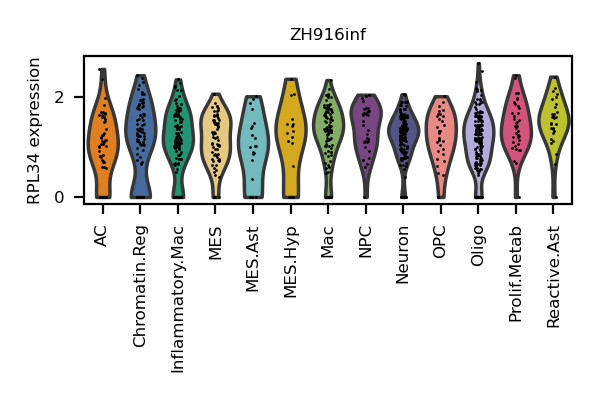 ZH916inf
RPL34 expression
2
0
AC
Chromatin.Reg
Inflammatory.Mac
MES
MES.Ast
MES.Hyp
Mac
NPC
Neuron
OPC
Oligo
Prolif.Metab
Reactive.Ast